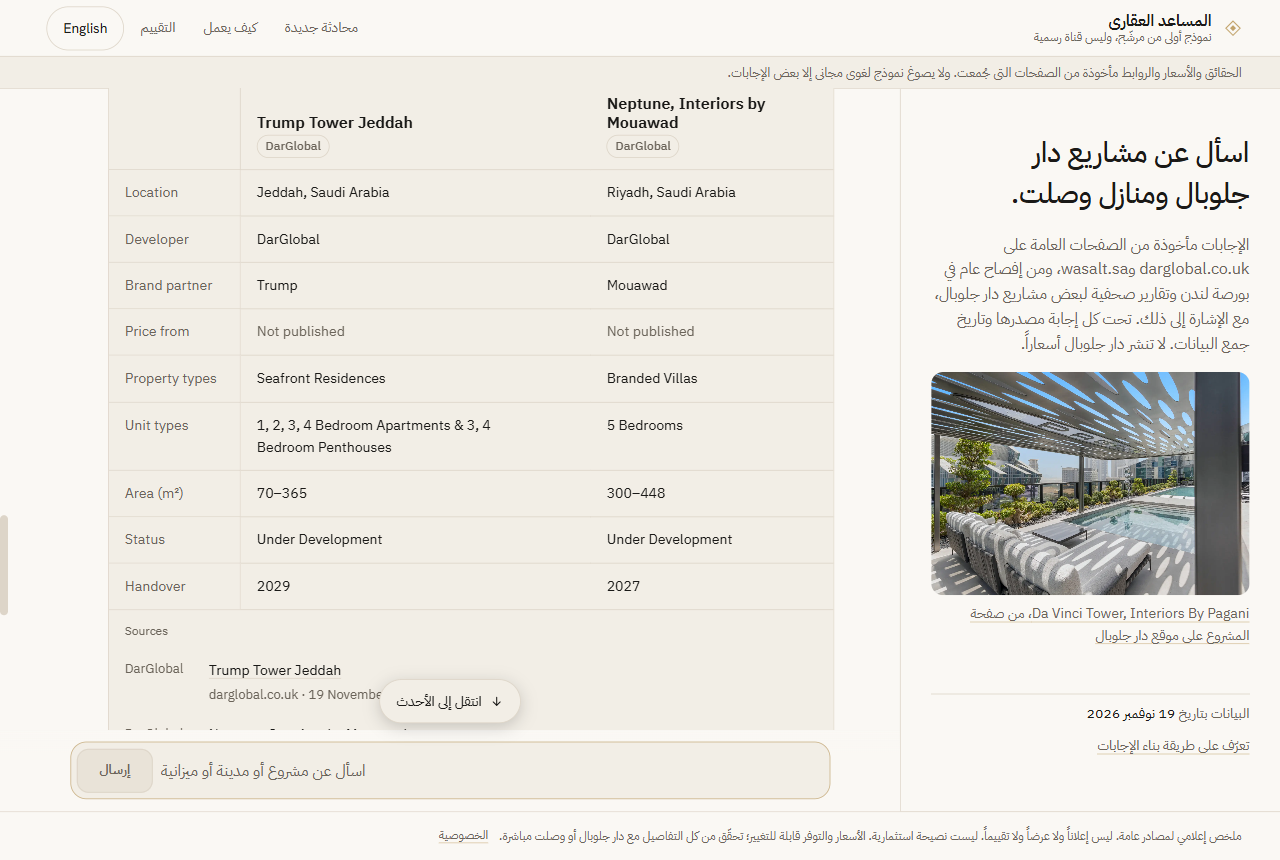 المساعد العقاري
نموذج أولي من مرشّح، وليس قناة رسمية
محادثة جديدة
كيف يعمل
التقييم
English
الحقائق والأسعار والروابط مأخوذة من الصفحات التي جُمعت. ولا يصوغ نموذج لغوي مجاني إلا بعض الإجابات.
اسأل عن مشاريع دار
جلوبال ومنازل وصلت.
الإجابات مأخوذة من الصفحات العامة على
darglobal.co.uk وwasalt.sa، ومن إفصاح عام في
بورصة لندن وتقارير صحفية لبعض مشاريع دار جلوبال،
مع الإشارة إلى ذلك. تحت كل إجابة مصدرها وتاريخ
جمع البيانات. لا تنشر دار جلوبال أسعاراً.
Da Vinci Tower, Interiors By Pagani، من صفحة
المشروع على موقع دار جلوبال
البيانات بتاريخ 19 نوفمبر 2026
تعرّف على طريقة بناء الإجابات
Trump Tower Jeddah
DarGlobal
Neptune, Interiors by
Mouawad
DarGlobal
Location Jeddah, Saudi Arabia Riyadh, Saudi Arabia
Developer DarGlobal DarGlobal
Brand partner Trump Mouawad
Price from Not published Not published
Property types Seafront Residences Branded Villas
Unit types 1, 2, 3, 4 Bedroom Apartments & 3, 4 5 Bedrooms
Bedroom Penthouses
Area (m²) 70–365 300–448
Status Under Development Under Development
Handover 2029 2027
Sources
DarGlobal Trump Tower Jeddah
darglobal.co.uk · 19 Novembe
انتقل إلى الأحدث ↓
اسأل عن مشروع أو مدينة أو ميزانية
إرسال
ملخص إعلامي لمصادر عامة. ليس إعلاناً ولا عرضاً ولا تقييماً. ليست نصيحة استثمارية. الأسعار والتوفر قابلة للتغيير؛ تحقّق من كل التفاصيل مع دار جلوبال أو وصلت مباشرة. الخصوصية